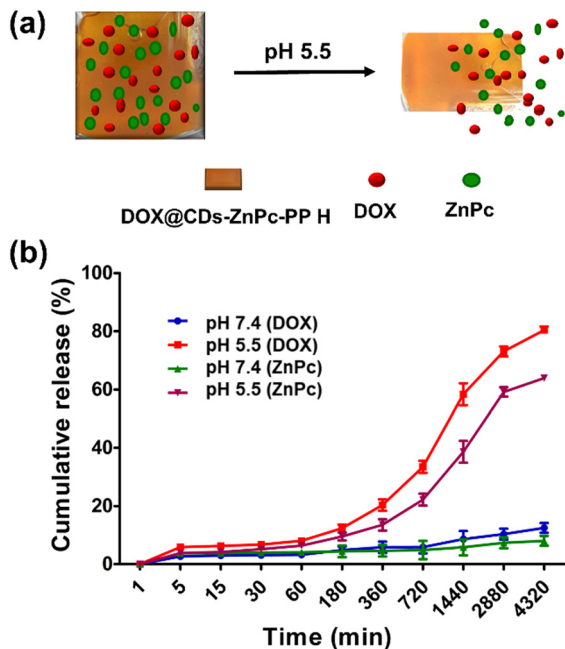 (a)
pH 5.5
DOX@CDs-ZnPc-PP H
DOX
ZnPc
(b)
Cumulative release (%)
100
80
60
40
20
0
pH 7.4 (DOX)
pH 5.5 (DOX)
pH 7.4 (ZnPc)
pH 5.5 (ZnPc)
1 5 15 30 60 180 360 720 1440 2880 4320
Time (min)